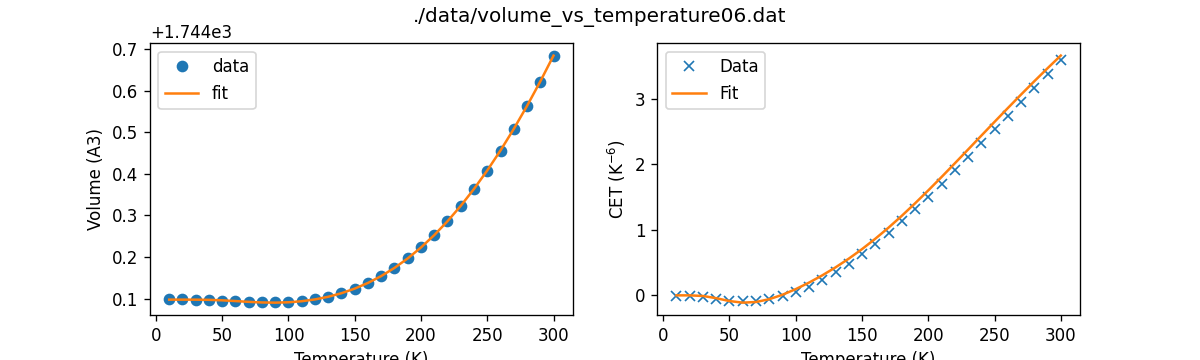 ./data/volume_vs_temperature06.dat
+1.744e3
0.7
0.6
0.5
0.4
0.3
0.2
0.1
Volume (A3)
data
fit
0 50 100 150 200 250 300
Temperature (K)
3
2
1
0
CET (K⁻⁶)
Data
Fit
0 50 100 150 200 250 300
Temperature (K)